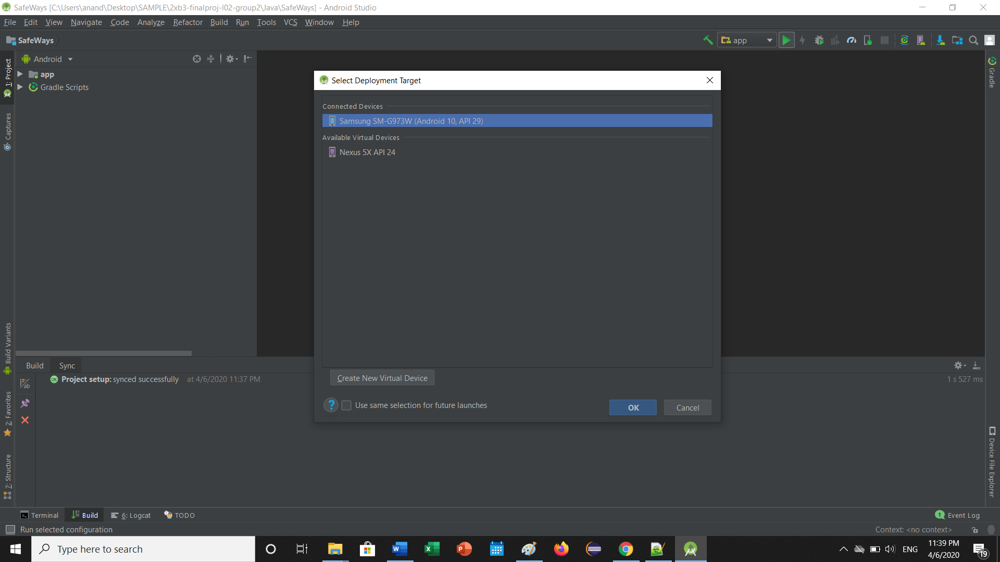 SafeWays [C:\Users\anand\Desktop\SAMPLE\2xb3-finalproj-l02-group2\Java\SafeWays] - Android Studio
File Edit View Navigate Code Analyze Refactor Build Run Tools VCS Window Help
SafeWays
app
1: Project
Captures
Build Variants
2: Favorites
7: Structure
Android
app
Gradle Scripts
Select Deployment Target
Connected Devices
Samsung SM-G973W (Android 10, API 29)
Available Virtual Devices
Nexus 5X API 24
Create New Virtual Device
? Use same selection for future launches
OK Cancel
Gradle
Device File Explorer
Build Sync
OK Project setup: synced successfully at 4/6/2020 11:37 PM
1 s 527 ms
Terminal Build 6: Logcat TODO
1 Event Log
Run selected configuration
Context: <no context>
Type here to search
ENG
11:39 PM
4/6/2020
19